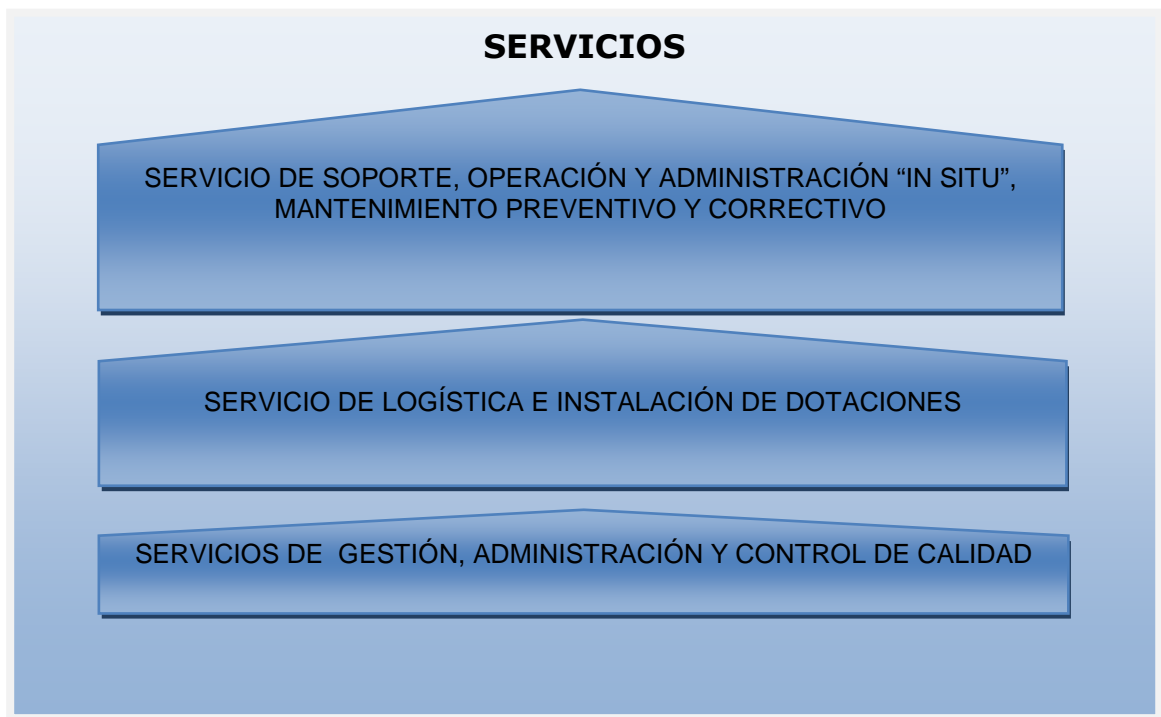 SERVICIOS
SERVICIO DE SOPORTE, OPERACIÓN Y ADMINISTRACIÓN “IN SITU”,
MANTENIMIENTO PREVENTIVO Y CORRECTIVO
SERVICIO DE LOGÍSTICA E INSTALACIÓN DE DOTACIONES
SERVICIOS DE  GESTIÓN, ADMINISTRACIÓN Y CONTROL DE CALIDAD